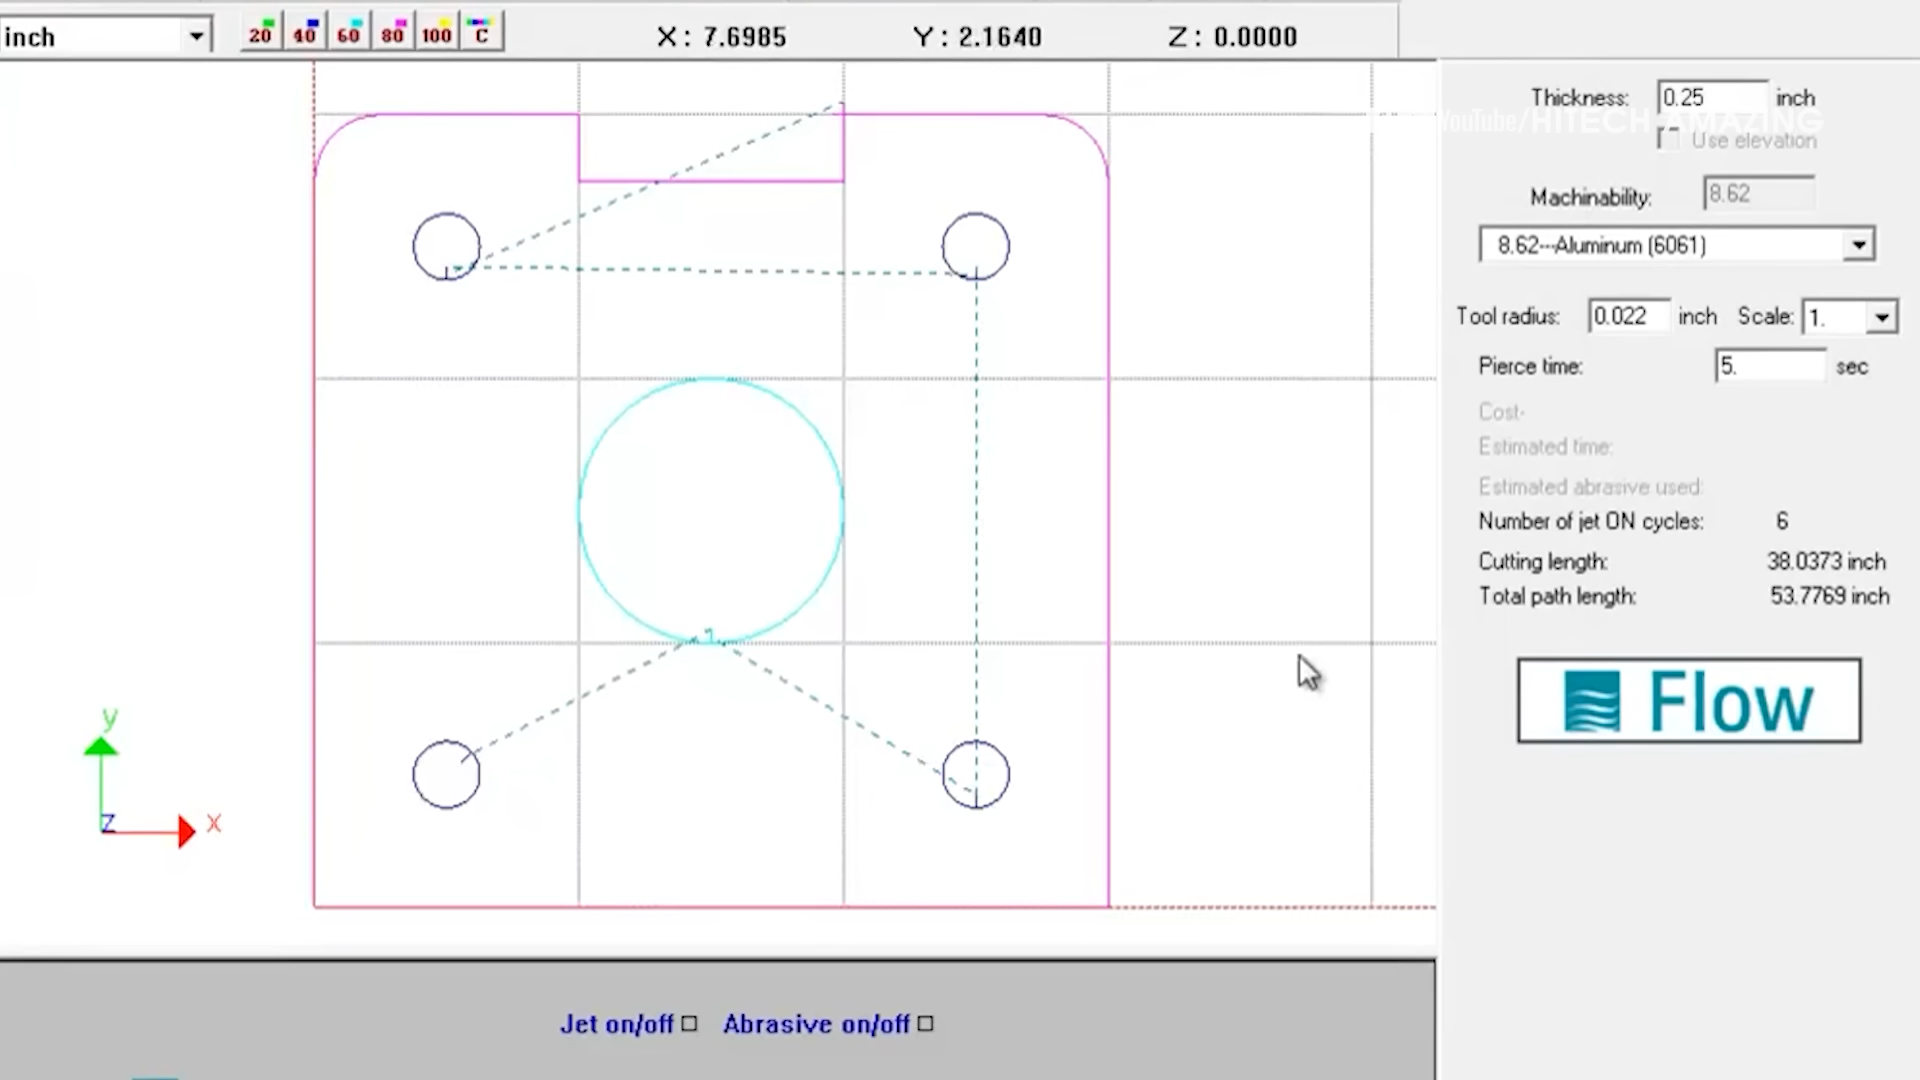 inch 20 40 60 80 100 C X: 7.6985 Y: 2.1640 Z: 0.0000
Thickness: 0.25 inch
YouTube/HITECH AMAZING
Use elevation
Machinability: 8.62
8.62---Aluminum (6061)
Tool radius: 0.022 inch Scale: 1.
Pierce time: 5. sec
Cost-
Estimated time:
Estimated abrasive used:
Number of jet ON cycles: 6
Cutting length: 38.0373 inch
Total path length: 53.7769 inch
Flow
y
Z X
Jet on/off Abrasive on/off